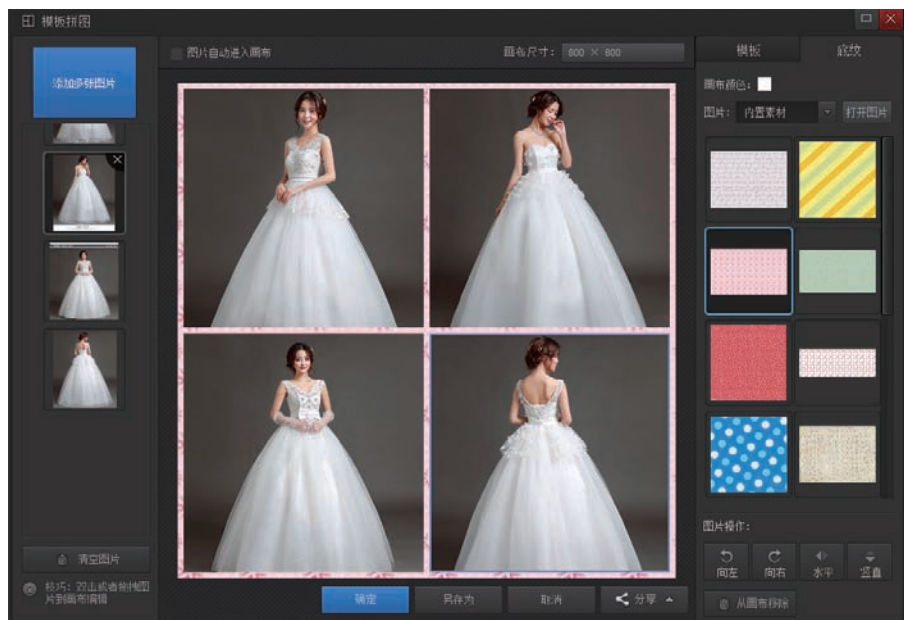 模板拼图
添加多张图片
图片自动进入画布
画布尺寸： 800 × 800
模板
底纹
画布颜色：
图片： 内置素材
打开图片
清空图片
技巧：双击或者拖拽图
片到画布编辑
确定
另存为
取消
分享
图片操作：
向左
向右
水平
竖直
从画布移除